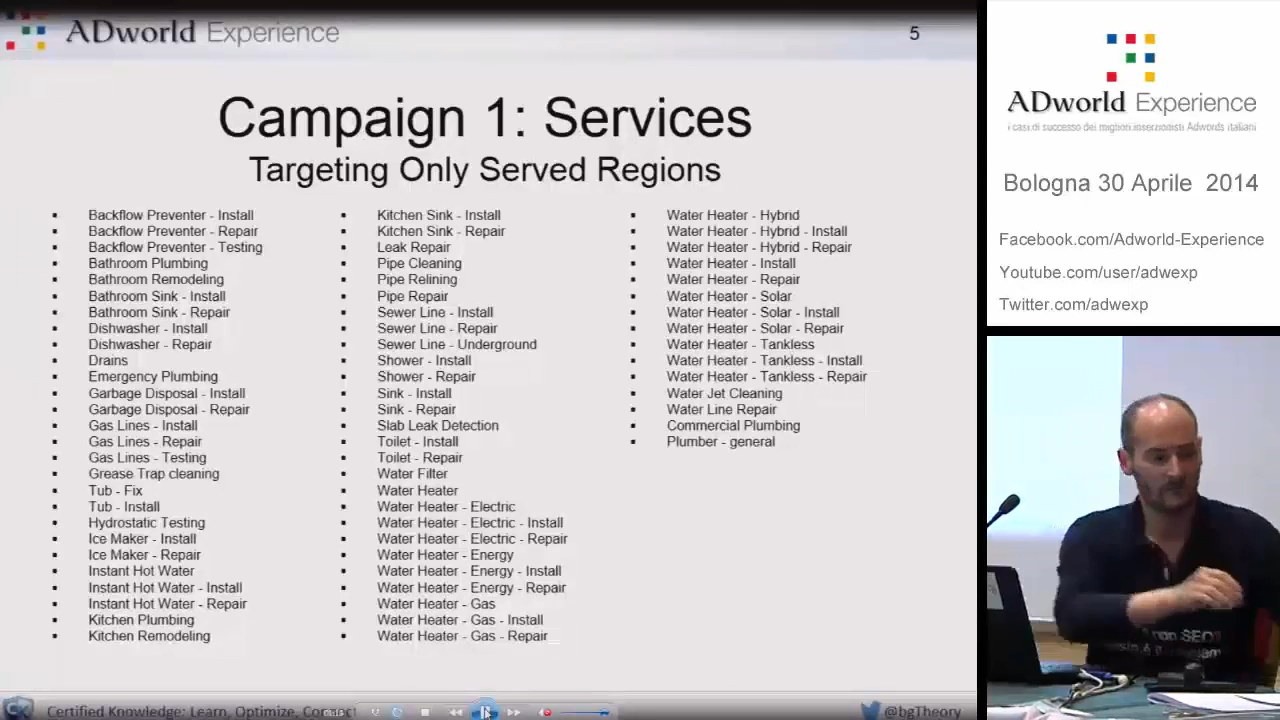 ADworld Experience
5
Campaign 1: Services
Targeting Only Served Regions
Backflow Preventer - Install
Backflow Preventer - Repair
Backflow Preventer - Testing
Bathroom Plumbing
Bathroom Remodeling
Bathroom Sink - Install
Bathroom Sink - Repair
Dishwasher - Install
Dishwasher - Repair
Drains
Emergency Plumbing
Garbage Disposal - Install
Garbage Disposal - Repair
Gas Lines - Install
Gas Lines - Repair
Gas Lines - Testing
Grease Trap cleaning
Tub - Fix
Tub - Install
Hydrostatic Testing
Ice Maker - Install
Ice Maker - Repair
Instant Hot Water
Instant Hot Water - Install
Instant Hot Water - Repair
Kitchen Plumbing
Kitchen Remodeling
Kitchen Sink - Install
Kitchen Sink - Repair
Leak Repair
Pipe Cleaning
Pipe Relining
Pipe Repair
Sewer Line - Install
Sewer Line - Repair
Sewer Line - Underground
Shower - Install
Shower - Repair
Sink - Install
Sink - Repair
Slab Leak Detection
Toilet - Install
Toilet - Repair
Water Filter
Water Heater
Water Heater - Electric
Water Heater - Electric - Install
Water Heater - Electric - Repair
Water Heater - Energy
Water Heater - Energy - Install
Water Heater - Energy - Repair
Water Heater - Gas
Water Heater - Gas - Install
Water Heater - Gas - Repair
Water Heater - Hybrid
Water Heater - Hybrid - Install
Water Heater - Hybrid - Repair
Water Heater - Install
Water Heater - Repair
Water Heater - Solar
Water Heater - Solar - Install
Water Heater - Solar - Repair
Water Heater - Tankless
Water Heater - Tankless - Install
Water Heater - Tankless - Repair
Water Jet Cleaning
Water Line Repair
Commercial Plumbing
Plumber - general
Certified Knowledge: Learn, Optimize,
@bgTheory
ADworld Experience
i casi di successo dei migliori inserzionisti Adwords italiani
Bologna 30 Aprile 2014
Facebook.com/Adworld-Experience
Youtube.com/user/adwexp
Twitter.com/adwexp
SEO